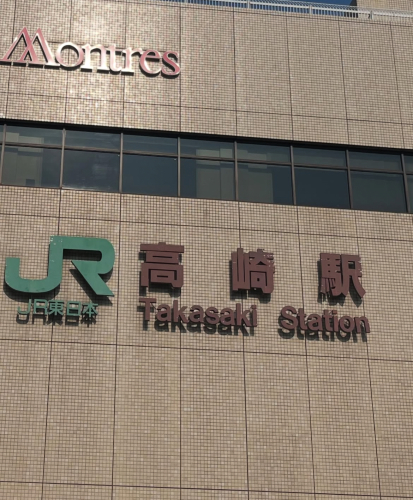 Montres
JR 高崎駅
JR東日本 Takasaki Station